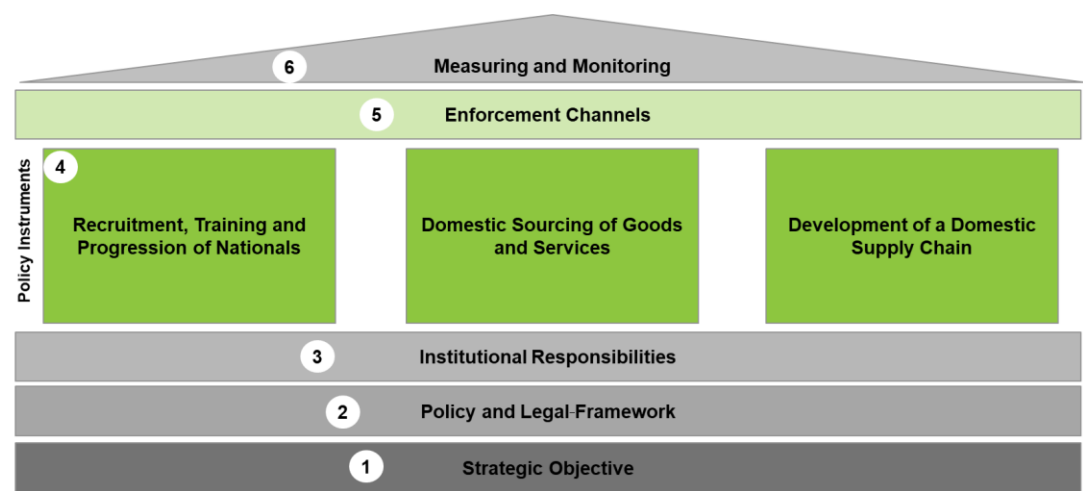 6 Measuring and Monitoring
5 Enforcement Channels
Policy Instruments
4
Recruitment, Training and
Progression of Nationals
Domestic Sourcing of Goods
and Services
Development of a Domestic
Supply Chain
3 Institutional Responsibilities
2 Policy and Legal-Framework
1 Strategic Objective